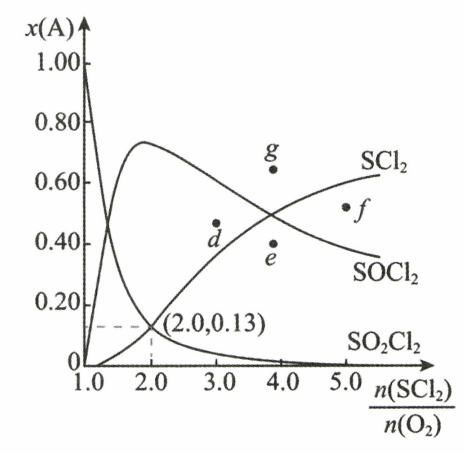 x(A)
1.00
0.80
g
SCl₂
0.60
f
d
0.40
e
SOCl₂
0.20
(2.0,0.13)
SO₂Cl₂
0
1.0 2.0 3.0 4.0 5.0
n(SCl₂)
n(O₂)